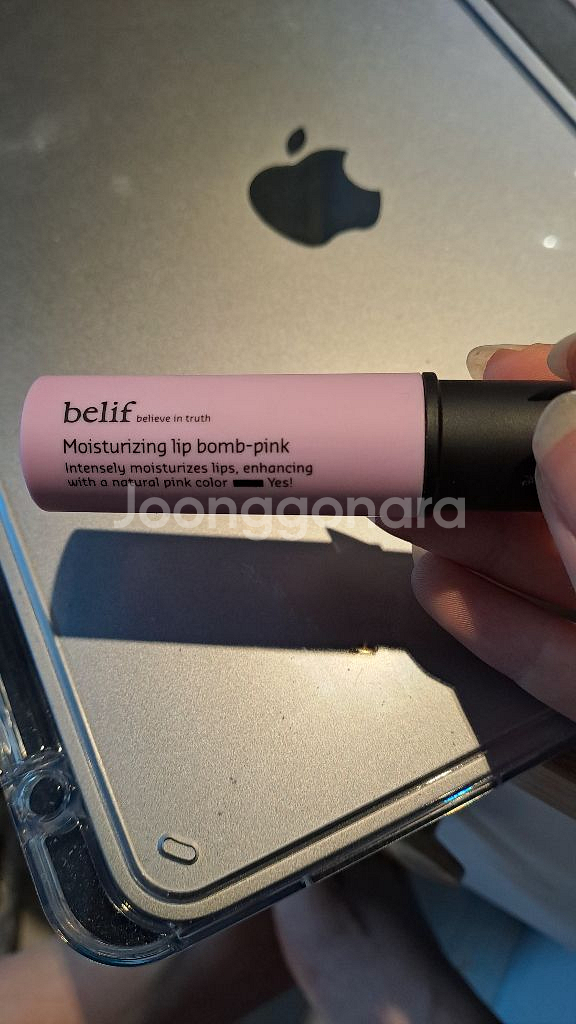 belif believe in truth
Moisturizing lip bomb-pink
Intensely moisturizes lips, enhancing
with a natural pink color Yes!
Joonggonara